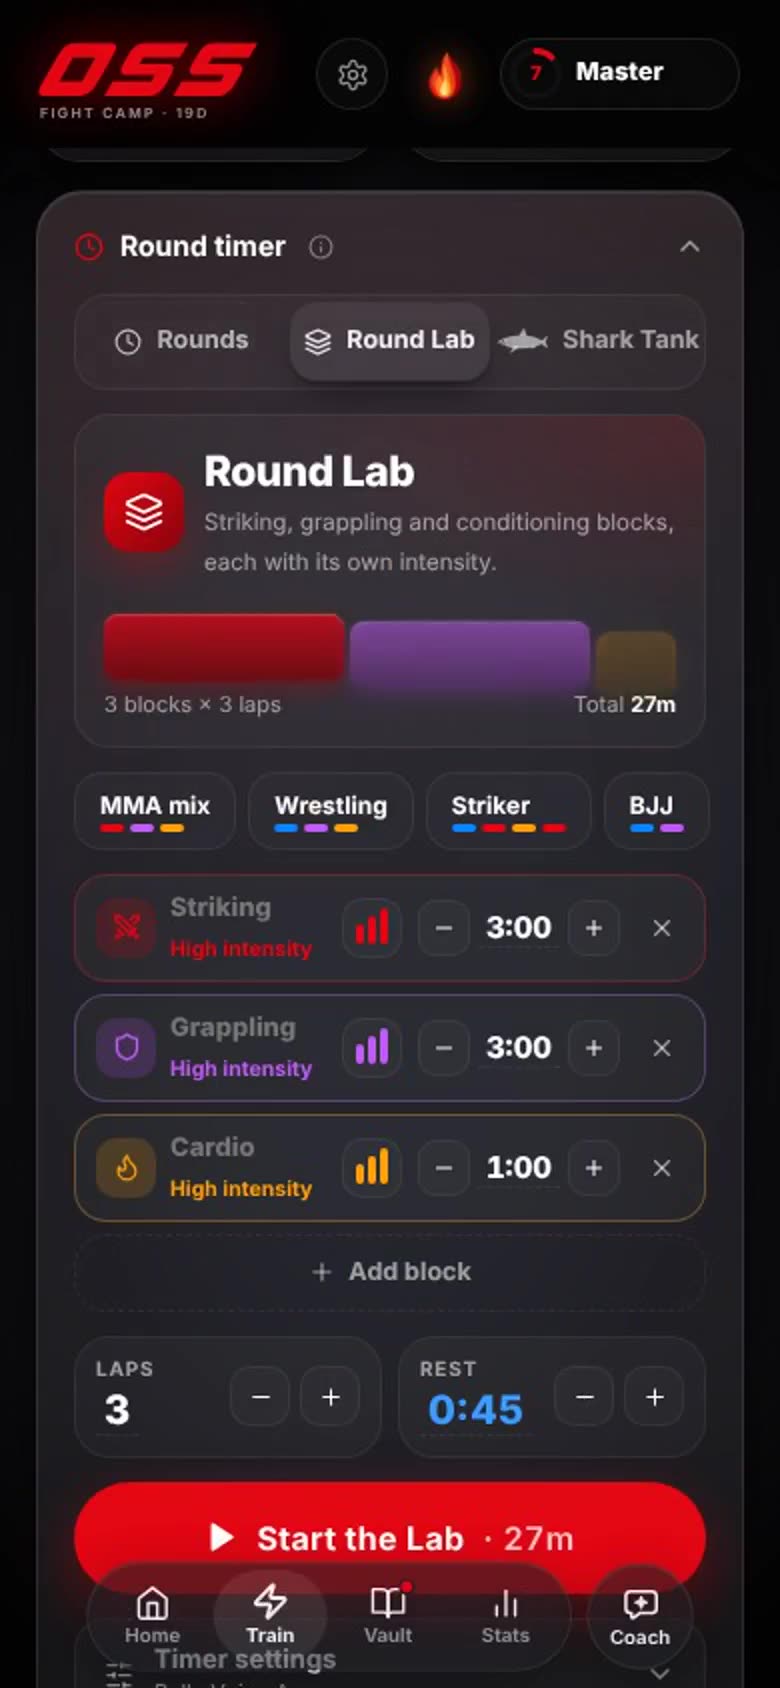 OSS
FIGHT CAMP · 19D
7 Master
Round timer
Rounds Round Lab Shark Tank
Round Lab
Striking, grappling and conditioning blocks,
each with its own intensity.
3 blocks × 3 laps Total 27m
MMA mix Wrestling Striker BJJ
Striking
High intensity
3:00
Grappling
High intensity
3:00
Cardio
High intensity
1:00
+ Add block
LAPS
3
REST
0:45
Start the Lab · 27m
Home Train Vault Stats Coach
Timer settings